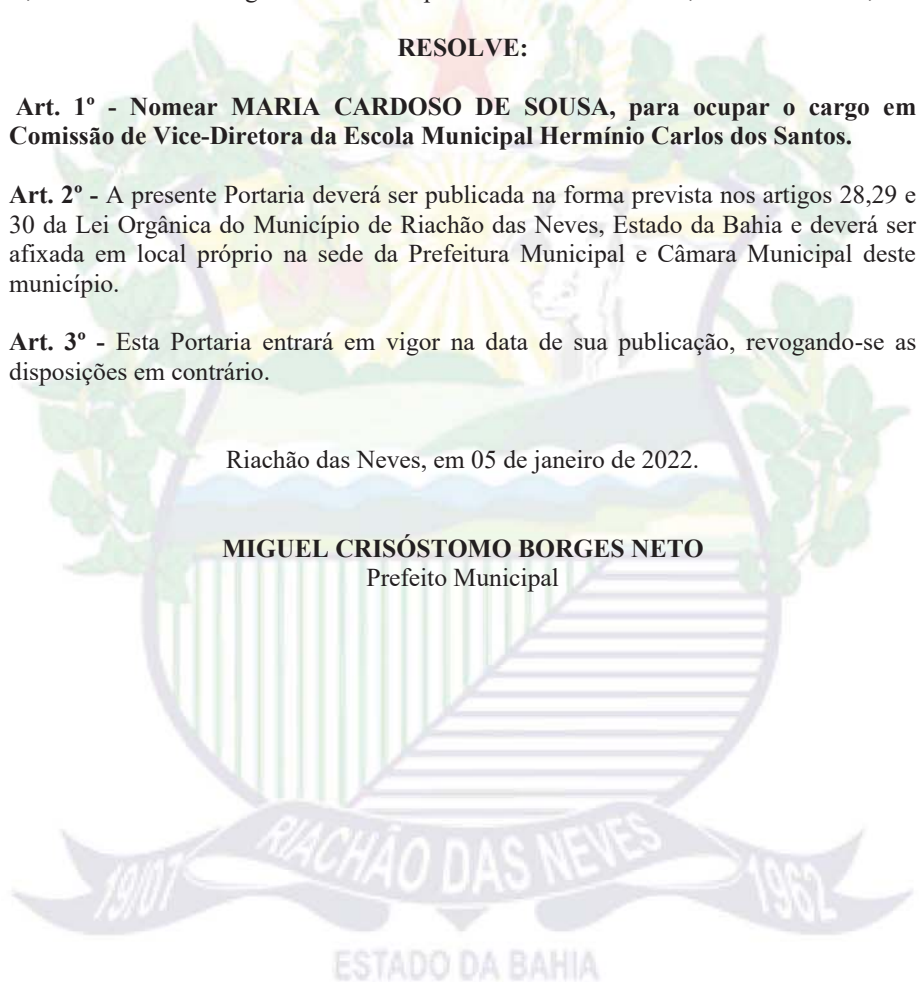 RESOLVE:
Art. 1º - Nomear MARIA CARDOSO DE SOUSA, para ocupar o cargo em
Comissão de Vice-Diretora da Escola Municipal Hermínio Carlos dos Santos.
Art. 2º - A presente Portaria deverá ser publicada na forma prevista nos artigos 28,29 e
30 da Lei Orgânica do Município de Riachão das Neves, Estado da Bahia e deverá ser
afixada em local próprio na sede da Prefeitura Municipal e Câmara Municipal deste
município.
Art. 3º - Esta Portaria entrará em vigor na data de sua publicação, revogando-se as
disposições em contrário.
Riachão das Neves, em 05 de janeiro de 2022.
MIGUEL CRISÓSTOMO BORGES NETO
Prefeito Municipal
RIACHÃO DAS NEVES
19/07 1962
ESTADO DA BAHIA